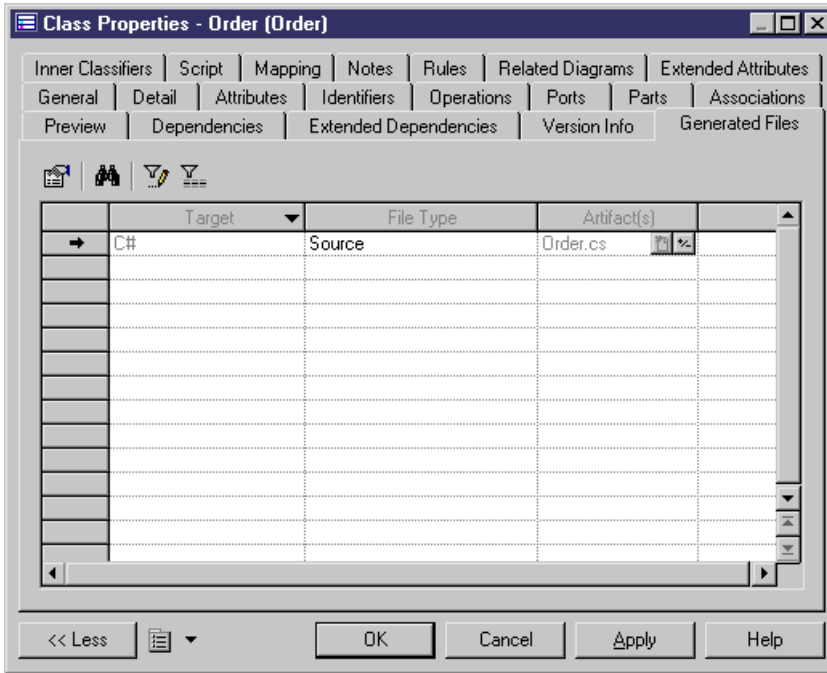 Class Properties - Order (Order)
Inner Classifiers Script Mapping Notes Rules Related Diagrams Extended Attributes
General Detail Attributes Identifiers Operations Ports Parts Associations
Preview Dependencies Extended Dependencies Version Info Generated Files
Target File Type Artifact(s)
C# Source Order.cs
<< Less OK Cancel Apply Help